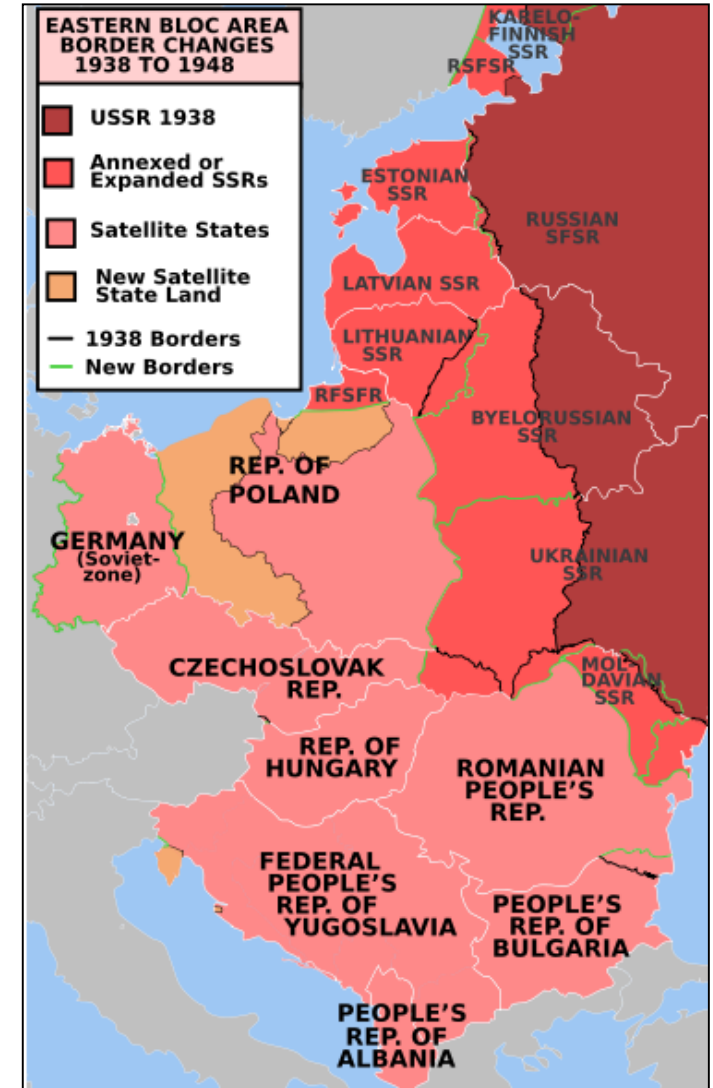 EASTERN BLOC AREA
BORDER CHANGES
1938 TO 1948
USSR 1938
Annexed or
Expanded SSRs
Satellite States
New Satellite
State Land
1938 Borders
New Borders
KARELO-
FINNISH
SSR
RSFSR
ESTONIAN
SSR
RUSSIAN
SFSR
LATVIAN SSR
LITHUANIAN
SSR
RFSFR
BYELORUSSIAN
SSR
REP. OF
POLAND
GERMANY
(Soviet-
zone)
UKRAINIAN
SSR
CZECHOSLOVAK
REP.
MOL-
DAVIAN
SSR
REP. OF
HUNGARY
ROMANIAN
PEOPLE'S
REP.
FEDERAL
PEOPLE'S
REP. OF
YUGOSLAVIA
PEOPLE'S
REP. OF
BULGARIA
PEOPLE'S
REP. OF
ALBANIA